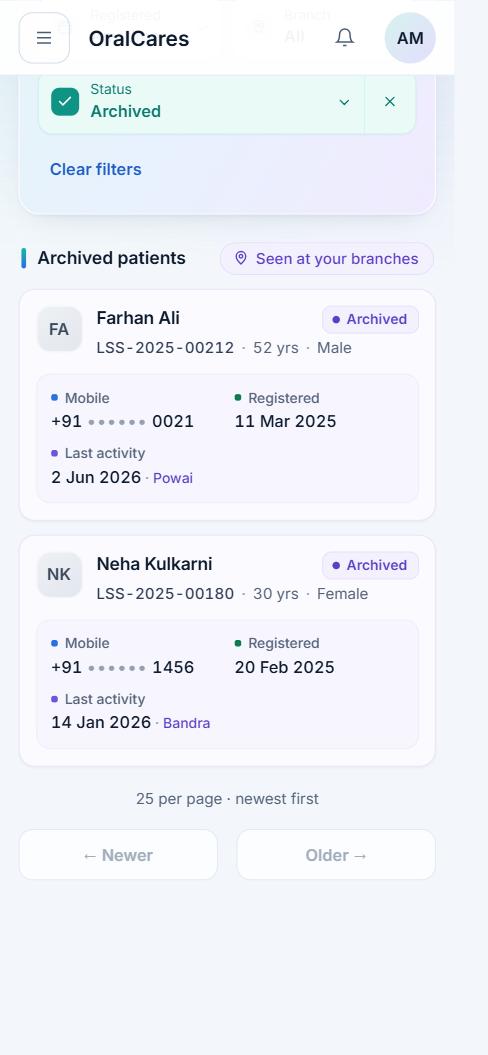 Registered
Branch
All
OralCares
AM
Status
Archived
Clear filters
Archived patients
Seen at your branches
FA
Farhan Ali
Archived
LSS-2025-00212 · 52 yrs · Male
Mobile
Registered
+91 •••••• 0021
11 Mar 2025
Last activity
2 Jun 2026 · Powai
NK
Neha Kulkarni
Archived
LSS-2025-00180 · 30 yrs · Female
Mobile
Registered
+91 •••••• 1456
20 Feb 2025
Last activity
14 Jan 2026 · Bandra
25 per page · newest first
← Newer
Older →